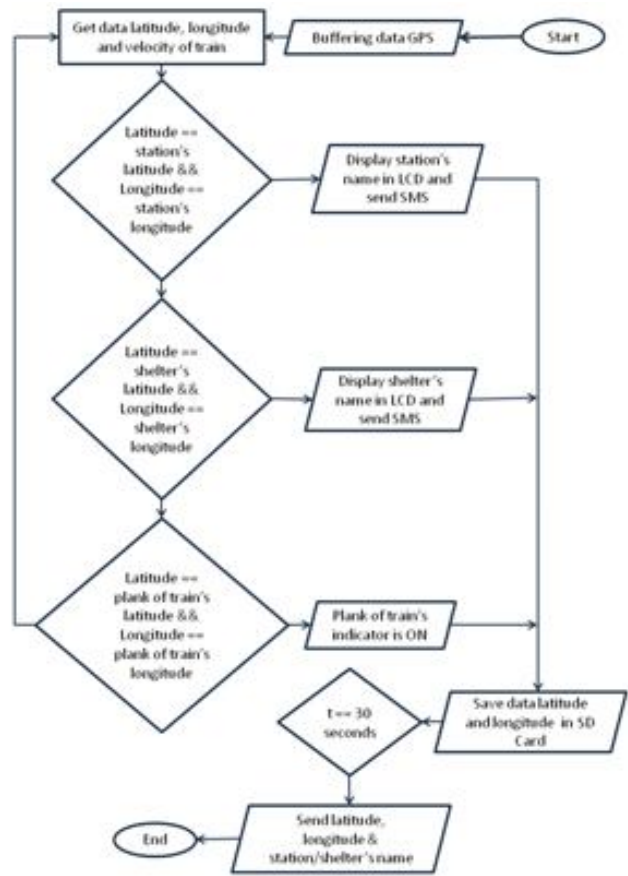 Get data latitude, longitude
and velocity of train
Buffering data GPS
Start
Latitude ==
station's
latitude &&
Longitude ==
station's
longitude
Display station's
name in LCD and
send SMS
Latitude ==
shelter's
latitude &&
Longitude ==
shelter's
longitude
Display shelter's
name in LCD and
send SMS
Latitude ==
plank of train's
latitude &&
Longitude ==
plank of train's
longitude
Plank of train's
indicator is ON
t == 30
seconds
Save data latitude
and longitude in SD
Card
Send latitude,
longitude &
station/shelter's name
End